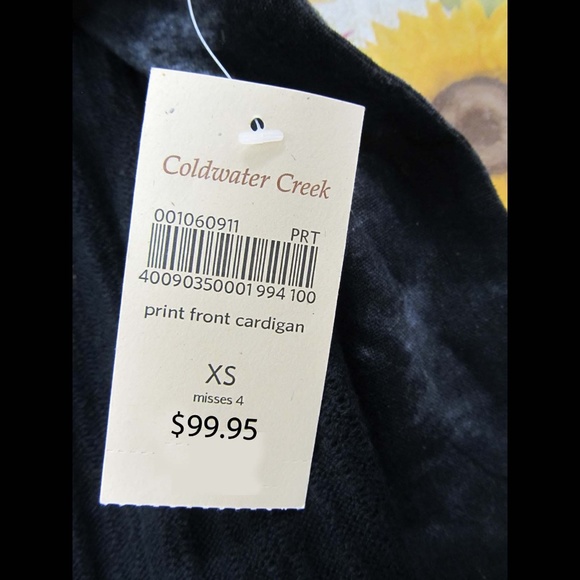 Coldwater Creek
001060911 PRT
40090350001994100
print front cardigan
XS
misses 4
$99.95